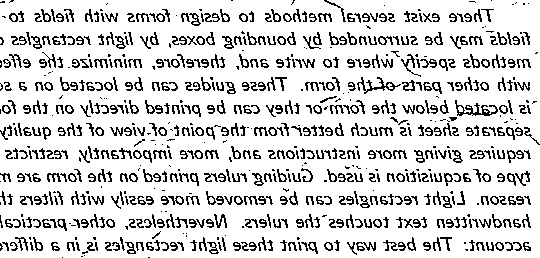 There exist several methods to design forms with fields to
fields may be surrounded by bounding boxes, by light rectangles
methods specify where to write and, therefore, minimize the
with other parts of the form. These guides can be located on a
is located below the form or they can be printed directly on the
separate sheet is much better from the point of view of the quality
requires giving more instructions and, more importantly, restricts
type of acquisition is used. Guiding rulers printed on the form are
reason. Light rectangles can be removed more easily with filters
handwritten text touches the rulers. Nevertheless, other practical
account: The best way to print these light rectangles is in a